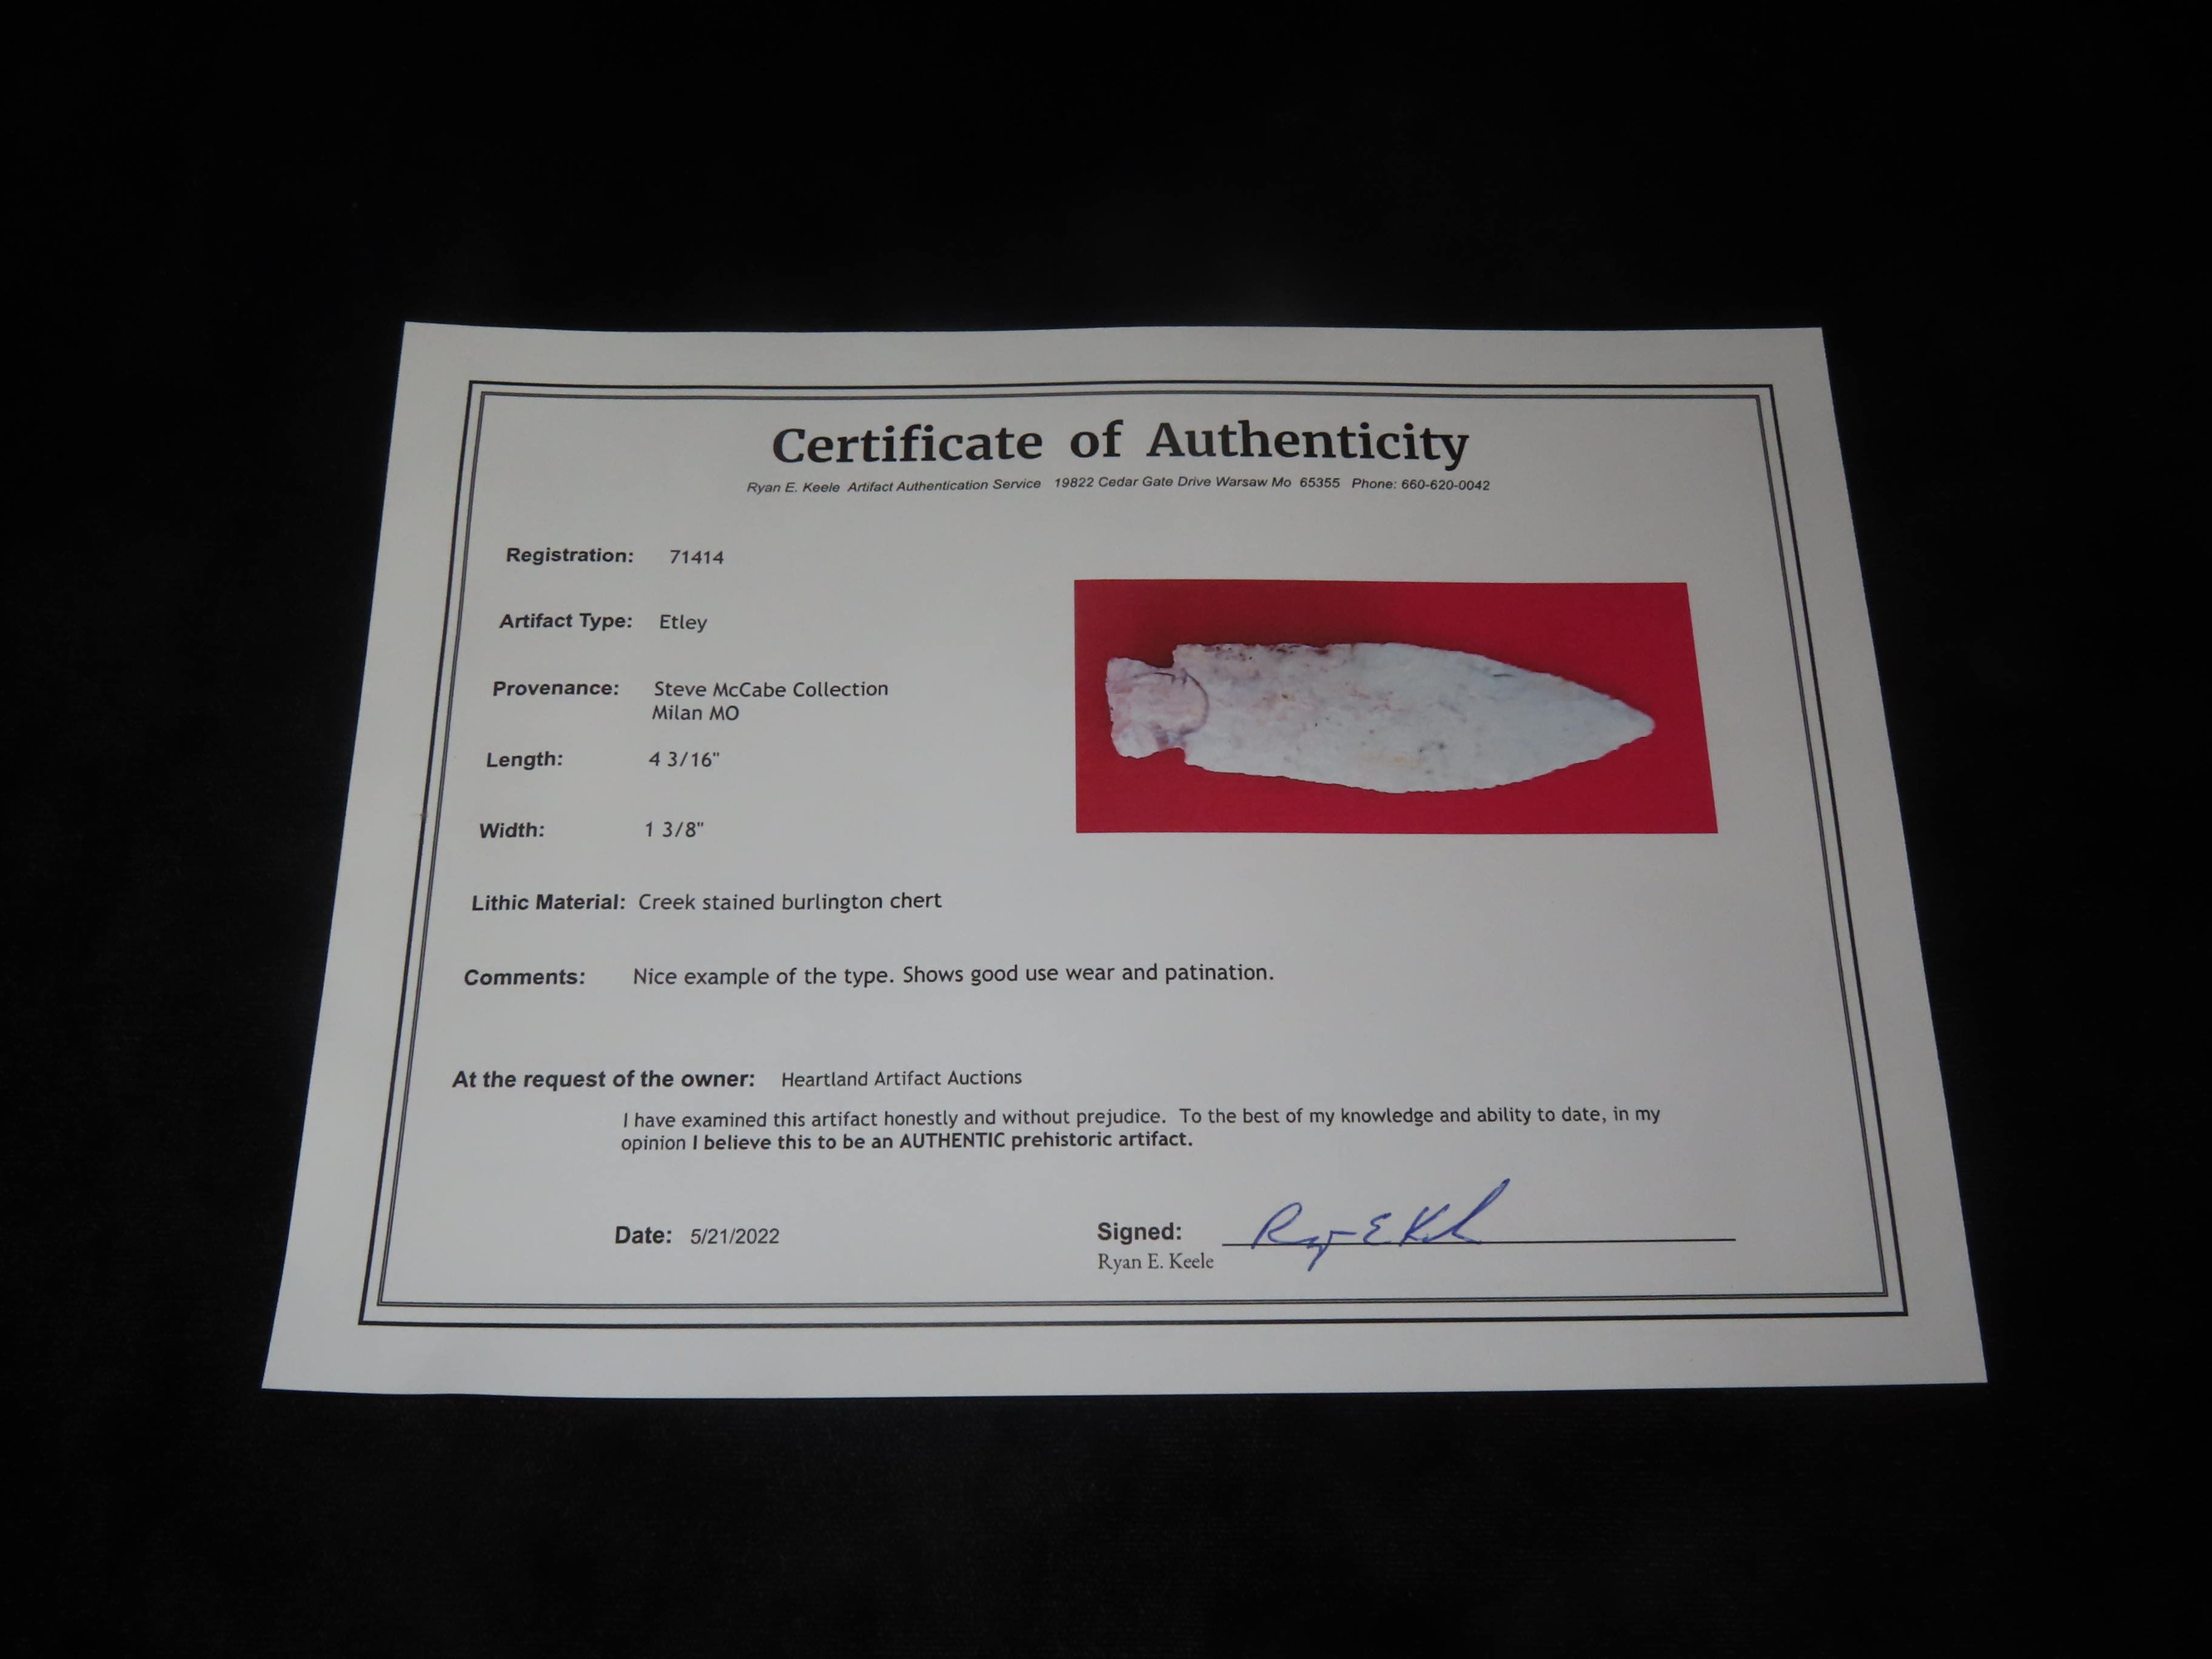 Certificate of Authenticity
Ryan E. Keele Artifact Authentication Service 19822 Cedar Gate Drive Warsaw Mo 65355 Phone: 660-620-0042
Registration: 71414
Artifact Type: Etley
Provenance: Steve McCabe Collection
Milan MO
Length: 4 3/16"
Width: 1 3/8"
Lithic Material: Creek stained burlington chert
Comments: Nice example of the type. Shows good use wear and patination.
At the request of the owner: Heartland Artifact Auctions
I have examined this artifact honestly and without prejudice. To the best of my knowledge and ability to date, in my
opinion I believe this to be an AUTHENTIC prehistoric artifact.
Date: 5/21/2022
Signed: Ryan E Keele
Ryan E. Keele